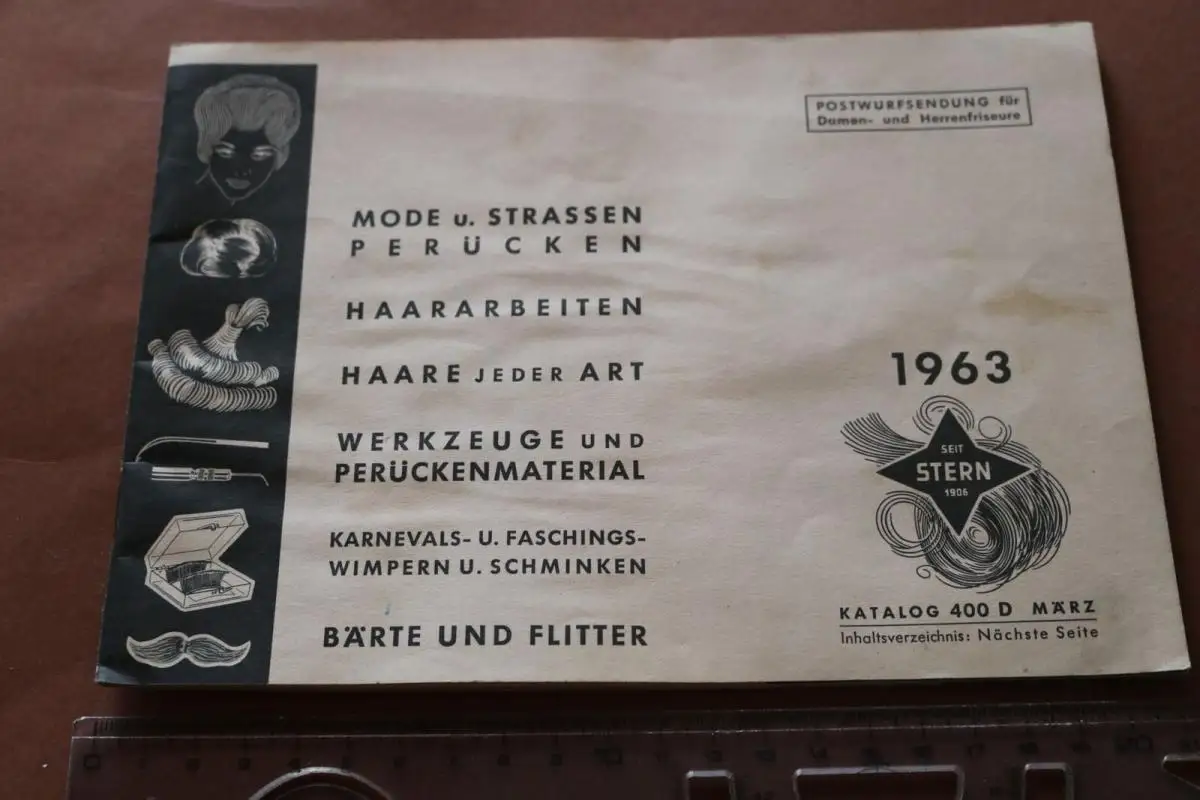 POSTWURFSENDUNG für
Damen- und Herrenfriseure
MODE u. STRASSEN
PERÜCKEN
HAARARBEITEN
HAARE JEDER ART
WERKZEUGE UND
PERÜCKENMATERIAL
KARNEVALS- U. FASCHINGS-
WIMPERN U. SCHMINKEN
BÄRTE UND FLITTER
1963
SEIT
STERN
1906
KATALOG 400 D MÄRZ
Inhaltsverzeichnis: Nächste Seite